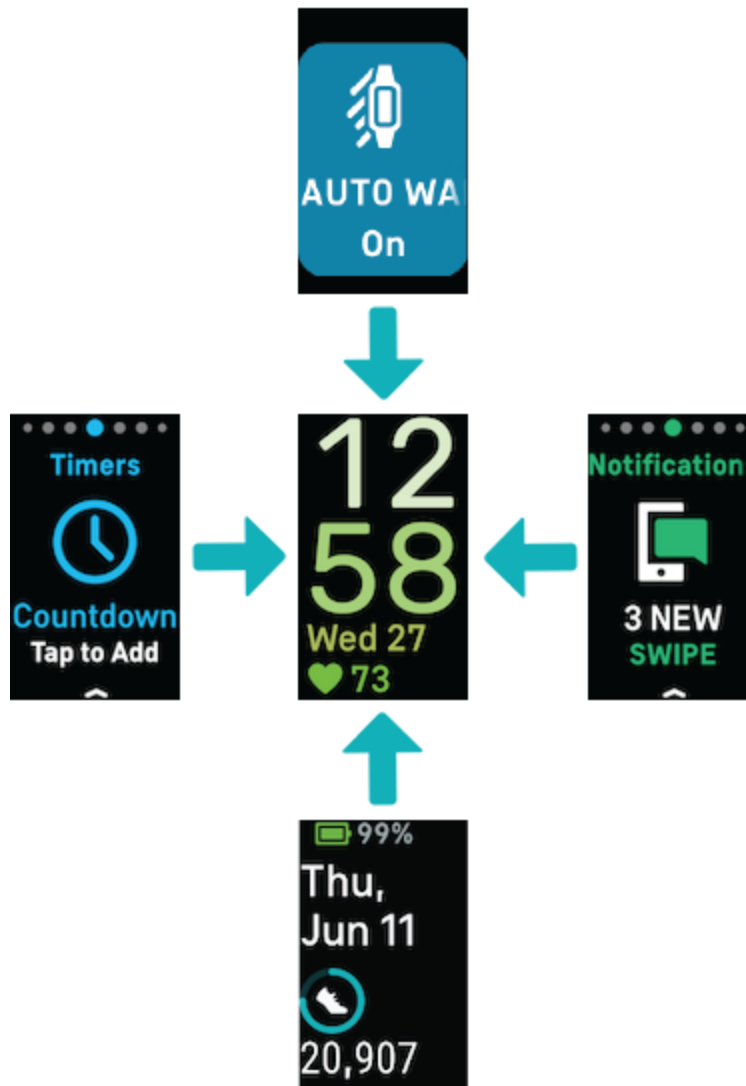 AUTO WA
On
Timers
Countdown
Tap to Add
12
58
Wed 27
73
Notification
3 NEW
SWIPE
99%
Thu,
Jun 11
20,907